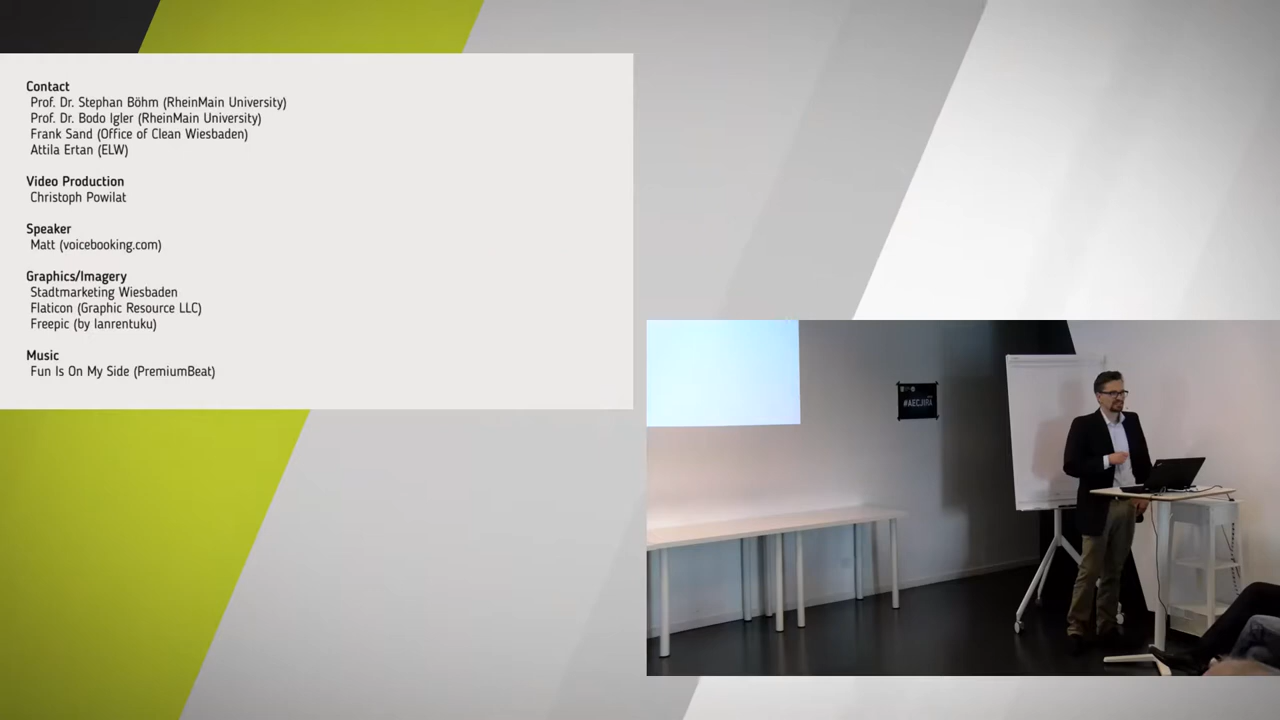 Contact
Prof. Dr. Stephan Böhm (RheinMain University)
Prof. Dr. Bodo Igler (RheinMain University)
Frank Sand (Office of Clean Wiesbaden)
Attila Ertan (ELW)
Video Production
Christoph Powilat
Speaker
Matt (voicebooking.com)
Graphics/Imagery
Stadtmarketing Wiesbaden
Flaticon (Graphic Resource LLC)
Freepic (by lanrentuku)
Music
Fun Is On My Side (PremiumBeat)
#AECJIRA